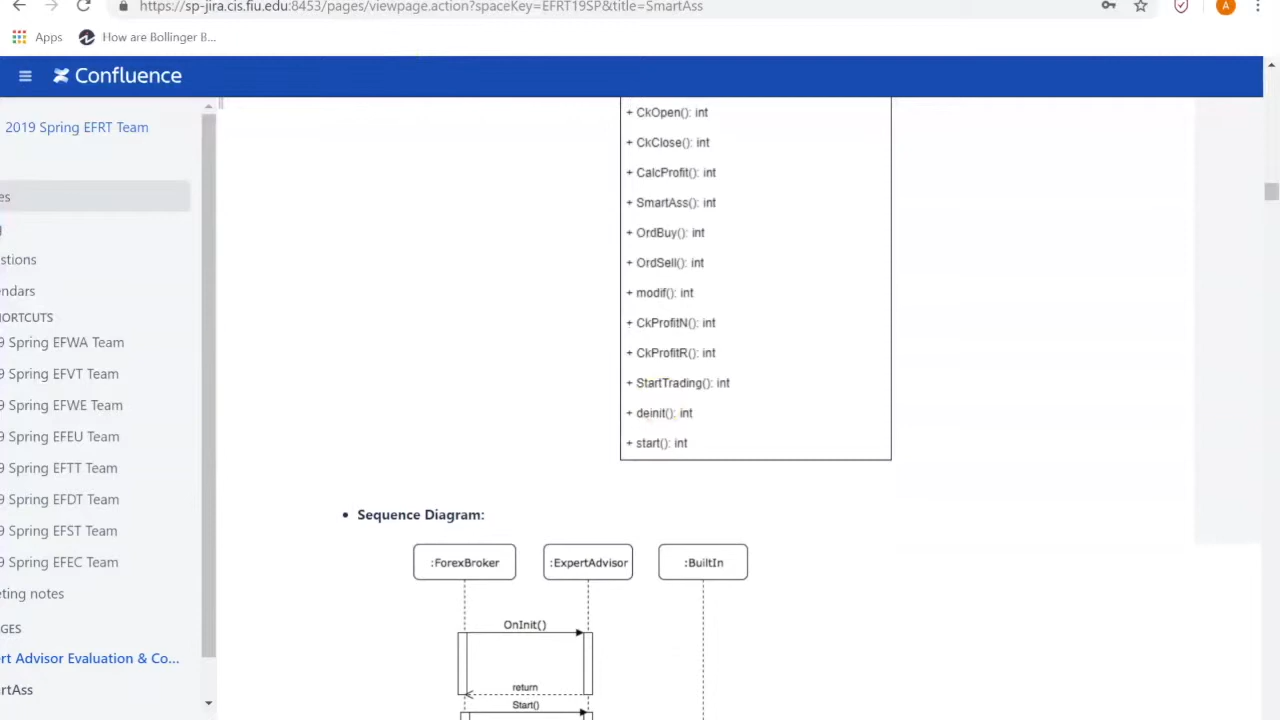 https://sp-jira.cis.fiu.edu:8453/pages/viewpage.action?spaceKey=EFRT19SP&title=SmartAss
A
Apps
How are Bollinger B...
Confluence
2019 Spring EFRT Team
es
stions
endars
ORTCUTS
9 Spring EFWA Team
9 Spring EFVT Team
9 Spring EFWE Team
9 Spring EFEU Team
9 Spring EFTT Team
9 Spring EFDT Team
9 Spring EFST Team
9 Spring EFEC Team
eting notes
GES
rt Advisor Evaluation & Co...
rtAss
+ CkOpen(): int
+ CkClose(): int
+ CalcProfit(): int
+ SmartAss(): int
+ OrdBuy(): int
+ OrdSell(): int
+ modif(): int
+ CkProfitN(): int
+ CkProfitR(): int
+ StartTrading(): int
+ deinit(): int
+ start(): int
• Sequence Diagram:
:ForexBroker
:ExpertAdvisor
:BuiltIn
OnInit()
return
Start()